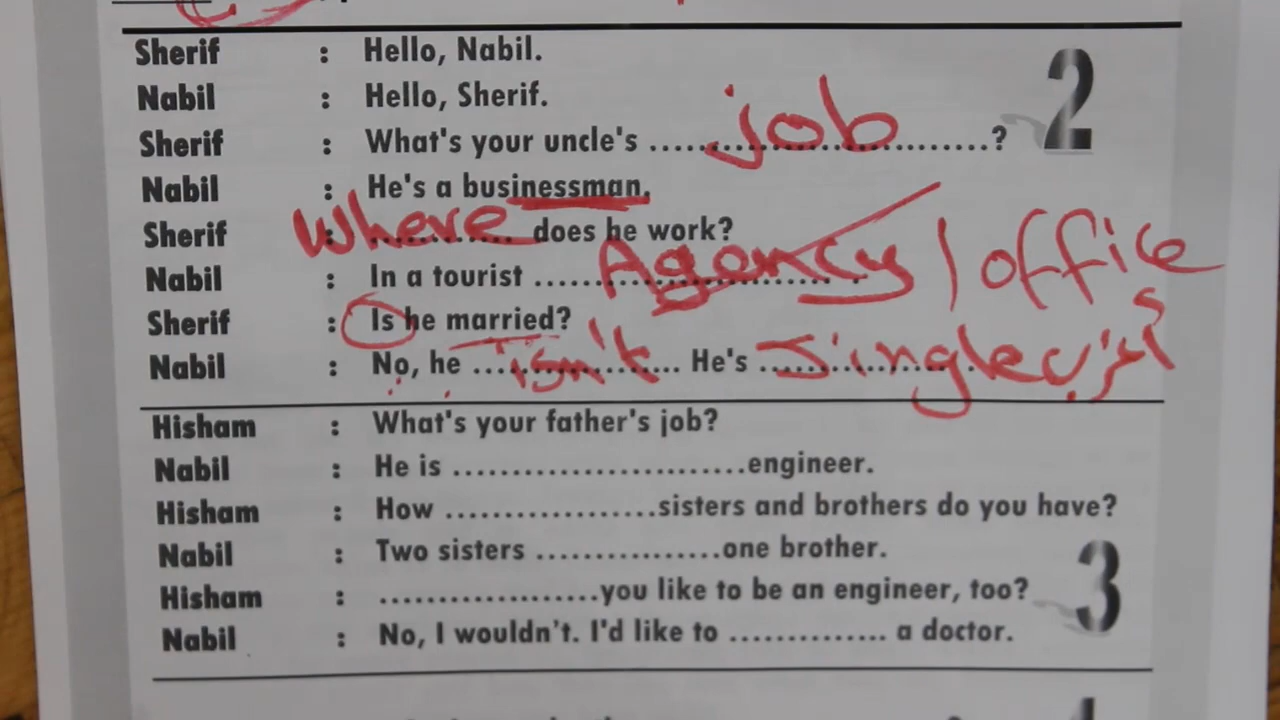 Sherif : Hello, Nabil.
Nabil : Hello, Sherif.
Sherif : What's your uncle's ........job........?
Nabil : He's a businessman.
Sherif : Where does he work?
Nabil : In a tourist ........ Agency / office
Sherif : Is he married?
Nabil : No, he ....isn't.... He's ....single....
2
Hisham : What's your father's job?
Nabil : He is ........................engineer.
Hisham : How ..................sisters and brothers do you have?
Nabil : Two sisters ................one brother.
Hisham : ...................you like to be an engineer, too?
Nabil : No, I wouldn't. I'd like to .............. a doctor.
3